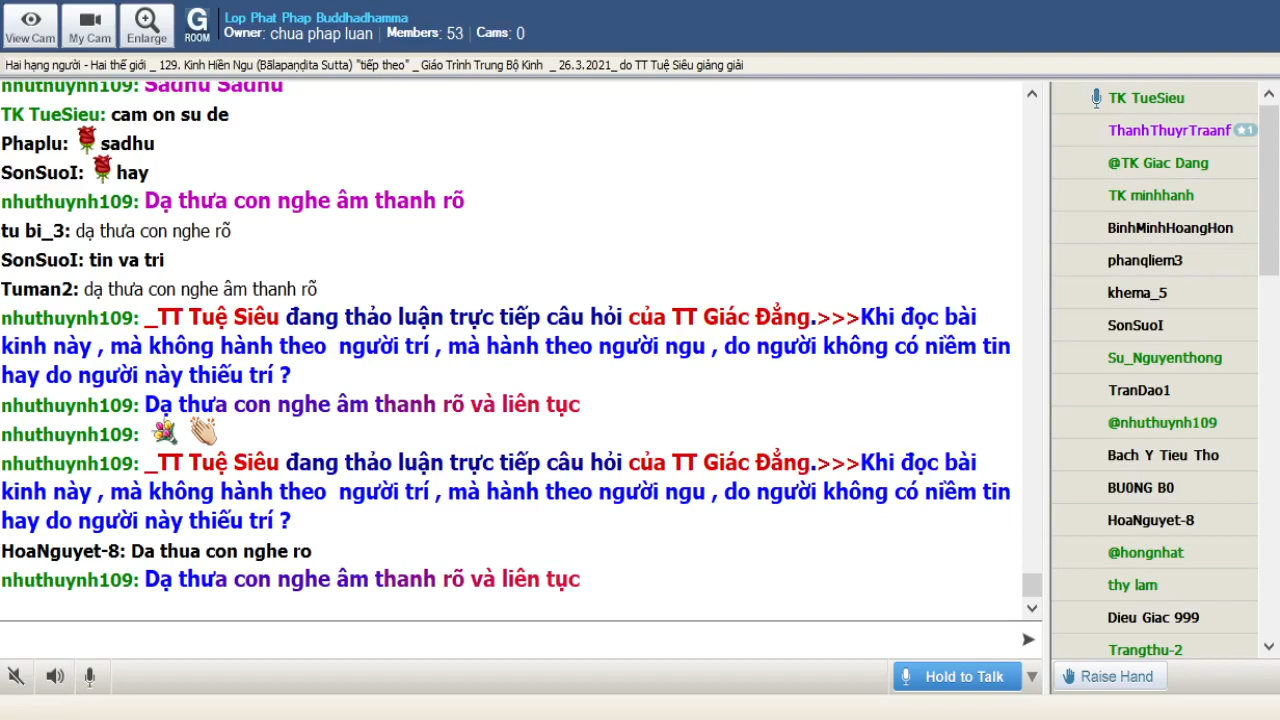 View Cam
My Cam
Enlarge
G ROOM
Lop Phat Phap Buddhadhamma
Owner: chua phap luan | Members: 53 | Cams: 0
Hai hạng người - Hai thế giới _ 129. Kinh Hiền Ngu (Bālapaṇḍita Sutta) "tiếp theo" _ Giáo Trình Trung Bộ Kinh _ 26.3.2021_ do TT Tuệ Siêu giảng giải
nhuthuynh109: Sadhu Sadhu
TK TueSieu: cam on su de
Phaplu: sadhu
SonSuoI: hay
nhuthuynh109: Dạ thưa con nghe âm thanh rõ
tu bi_3: dạ thưa con nghe rõ
SonSuoI: tin va tri
Tuman2: dạ thưa con nghe âm thanh rõ
nhuthuynh109: _TT Tuệ Siêu đang thảo luận trực tiếp câu hỏi của TT Giác Đẳng.>>>Khi đọc bài
kinh này , mà không hành theo người trí , mà hành theo người ngu , do người không có niềm tin
hay do người này thiếu trí ?
nhuthuynh109: Dạ thưa con nghe âm thanh rõ và liên tục
nhuthuynh109:
nhuthuynh109: _TT Tuệ Siêu đang thảo luận trực tiếp câu hỏi của TT Giác Đẳng.>>>Khi đọc bài
kinh này , mà không hành theo người trí , mà hành theo người ngu , do người không có niềm tin
hay do người này thiếu trí ?
HoaNguyet-8: Da thua con nghe ro
nhuthuynh109: Dạ thưa con nghe âm thanh rõ và liên tục
Hold to Talk
TK TueSieu
ThanhThuyrTraanf ★1
@TK Giac Dang
TK minhhanh
BinhMinhHoangHon
phanqliem3
khema_5
SonSuoI
Su_Nguyenthong
TranDao1
@nhuthuynh109
Bach Y Tieu Tho
BU0NG B0
HoaNguyet-8
@hongnhat
thy lam
Dieu Giac 999
Trangthu-2
Raise Hand